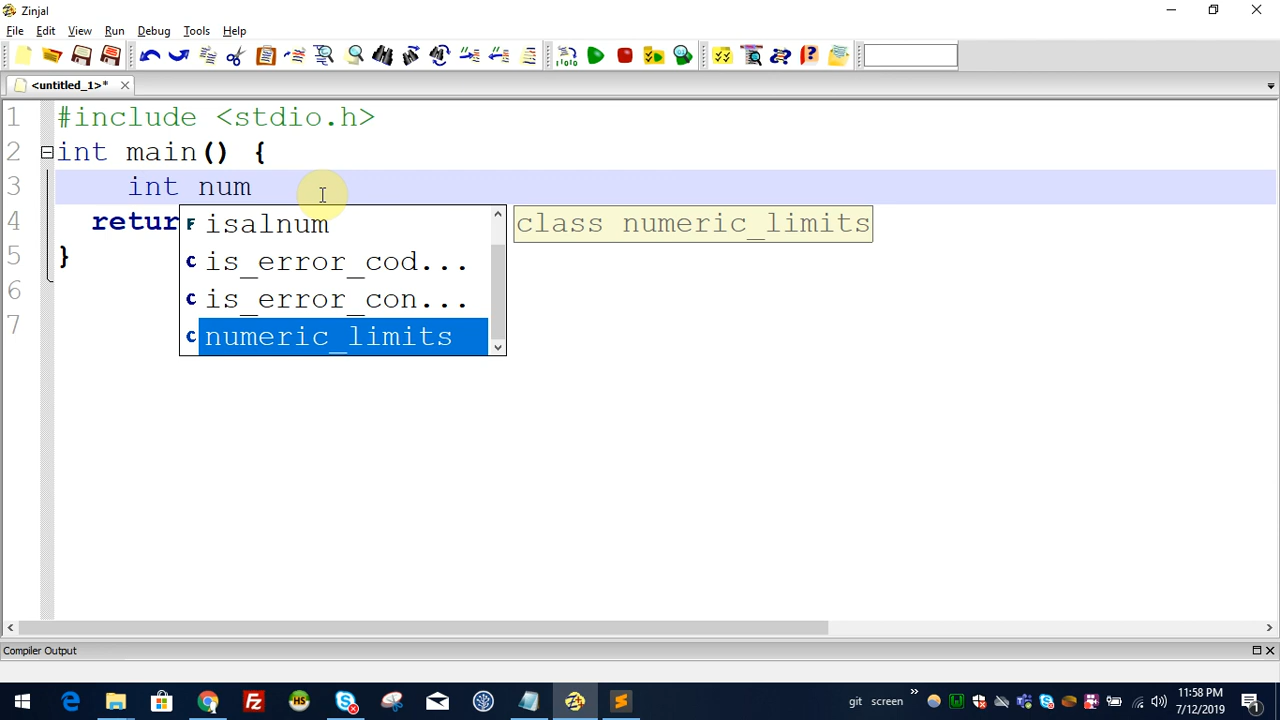 Zinjal
File Edit View Run Debug Tools Help
<untitled_1>*
1 #include <stdio.h>
2 int main() {
3 int num
4 retur
5 }
6
7
isalnum
is_error_cod...
is_error_con...
numeric_limits
class numeric_limits
Compiler Output
git screen
11:58 PM
7/12/2019